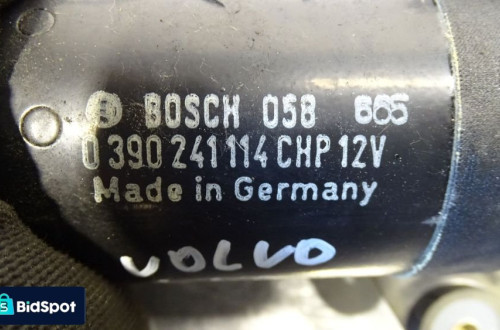 BOSCH 058 665
0 390 241 114 CHP 12V
Made in Germany
VOLVO
BidSpot